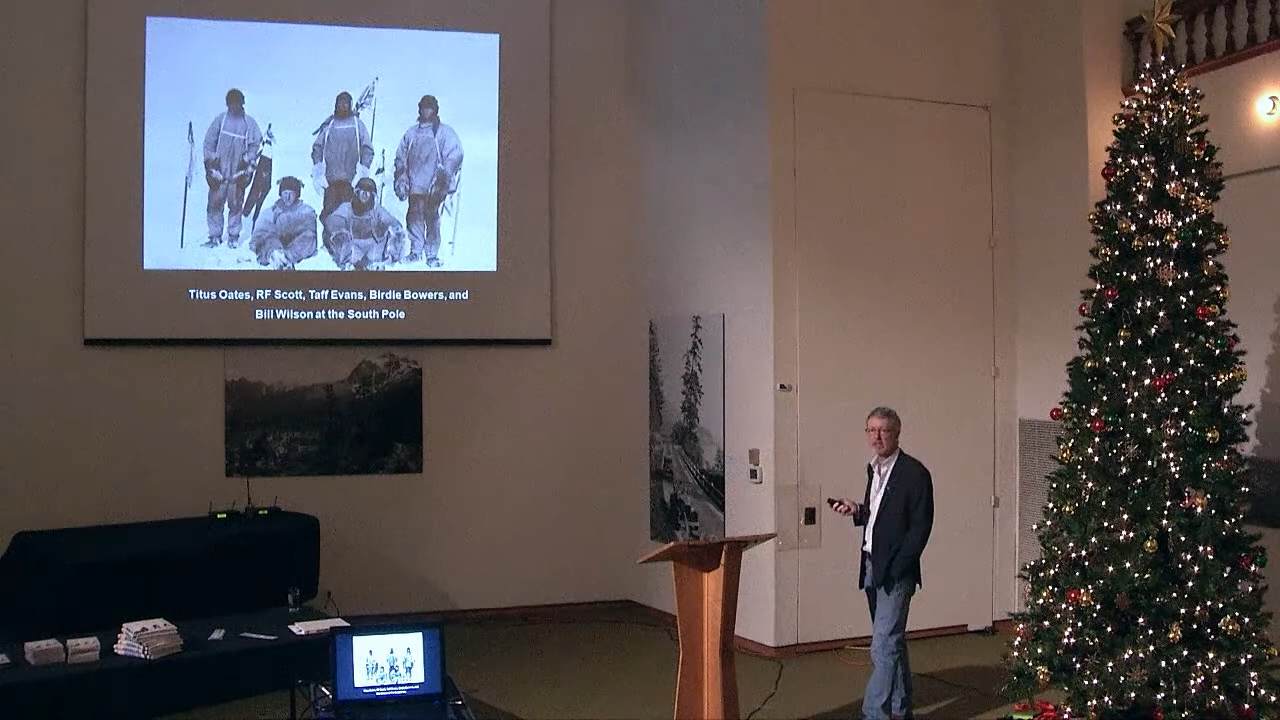 Titus Oates, RF Scott, Taff Evans, Birdie Bowers, and
Bill Wilson at the South Pole